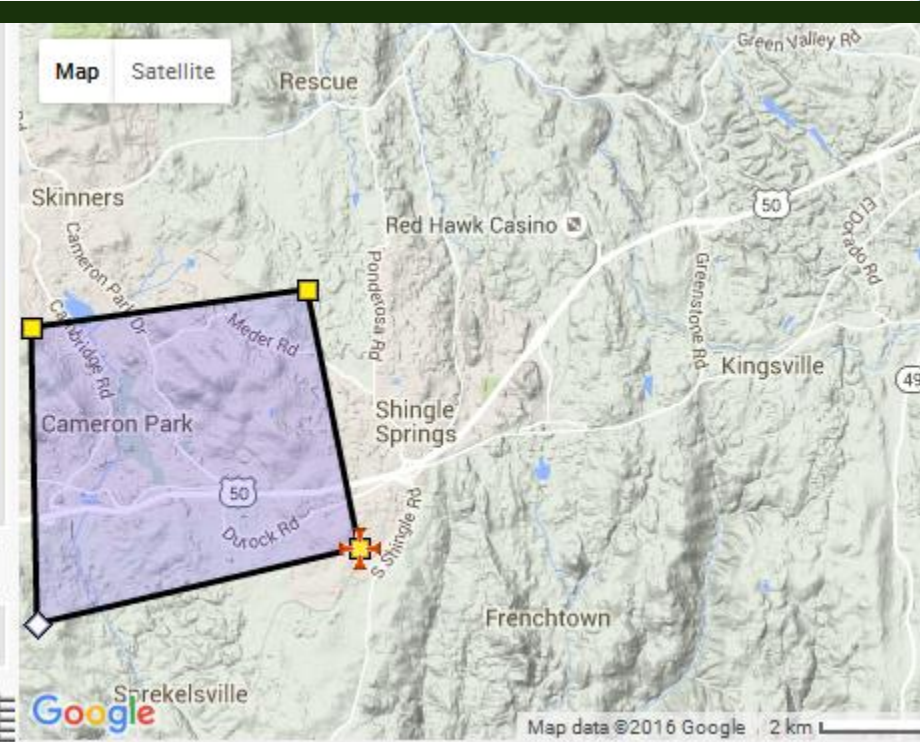 Map Satellite
Green Valley Rd
Rescue
Skinners
50
Red Hawk Casino
El Dorado Rd
Cameron Park Dr
Ponderosa Rd
Greenstone Rd
Cambridge Rd
Meder Rd
Kingsville
49
Shingle
Springs
Cameron Park
50
Durock Rd
S Shingle Rd
Frenchtown
Sprekelsville
Google
Map data ©2016 Google 2 km